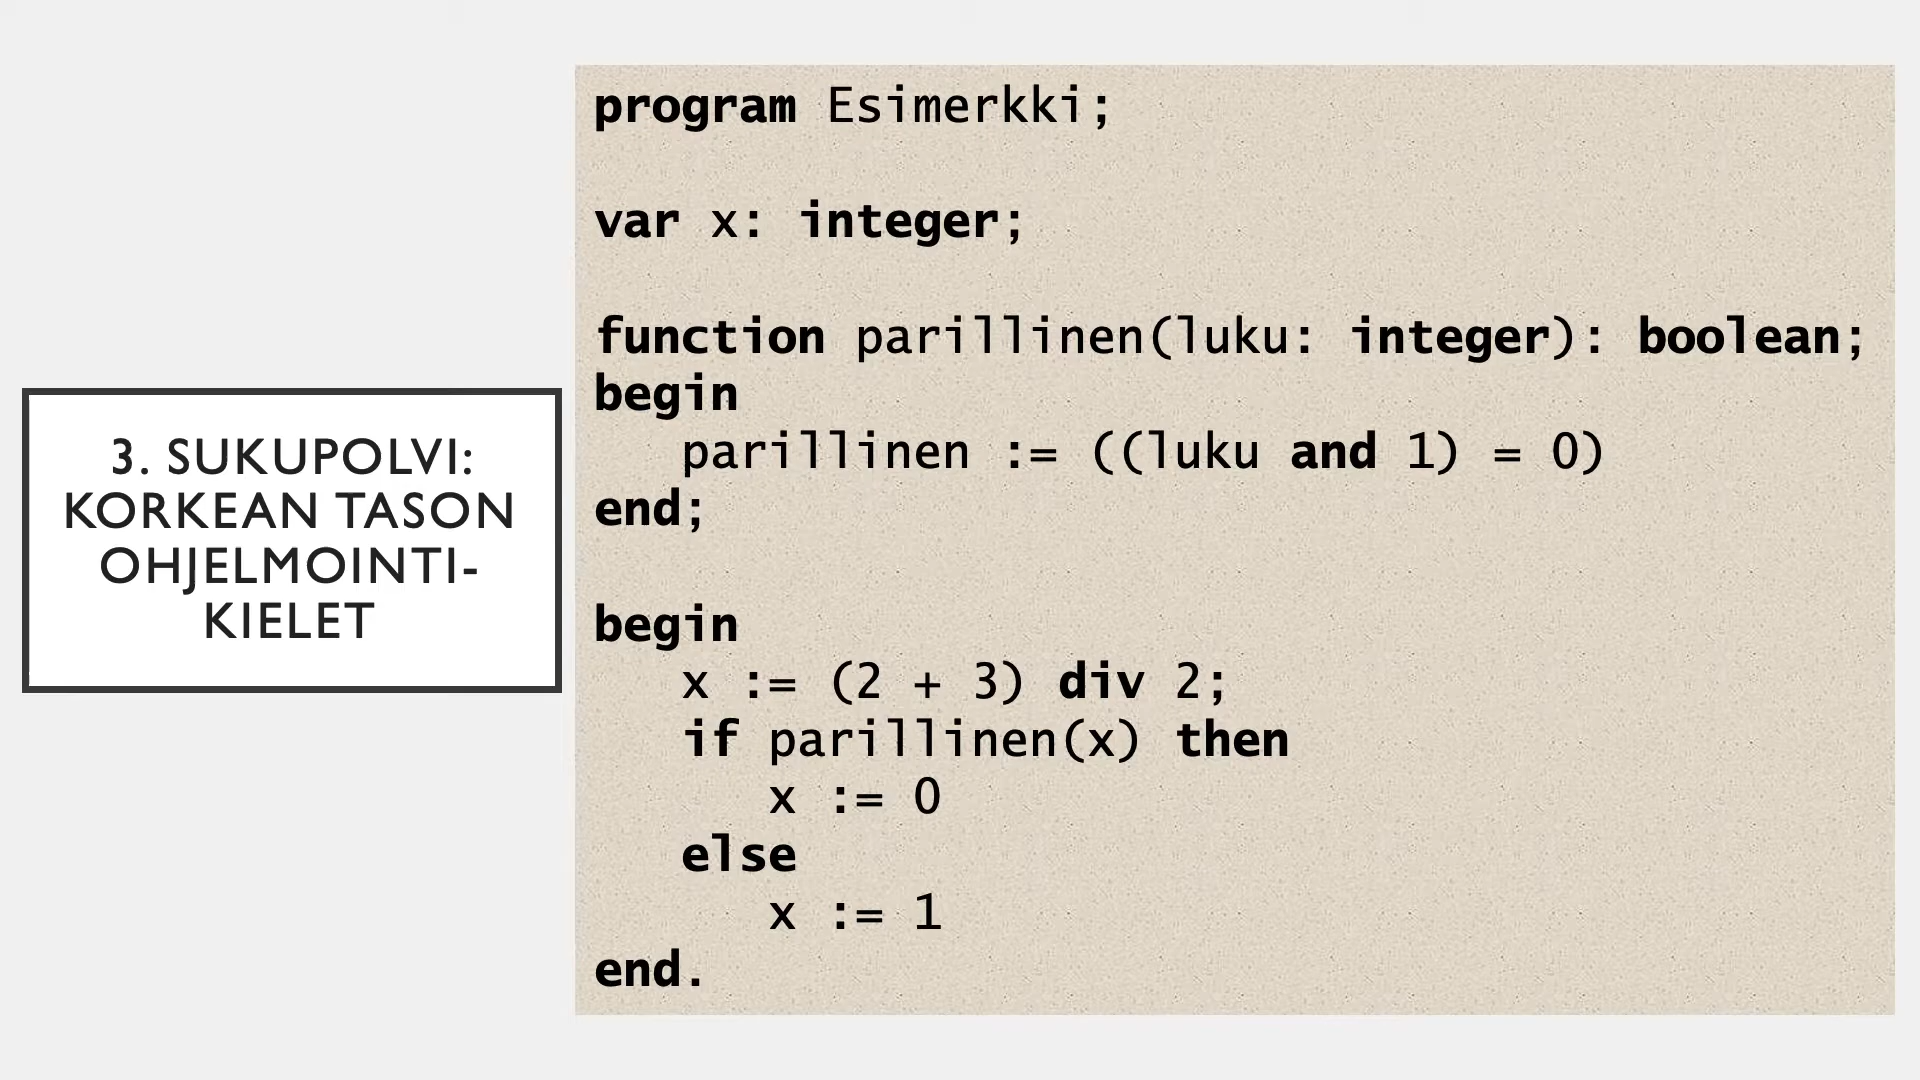 3. SUKUPOLVI:
KORKEAN TASON
OHJELMOINTI-
KIELET
program Esimerkki;
var x: integer;
function parillinen(luku: integer): boolean;
begin
   parillinen := ((luku and 1) = 0)
end;
begin
   x := (2 + 3) div 2;
   if parillinen(x) then
      x := 0
   else
      x := 1
end.